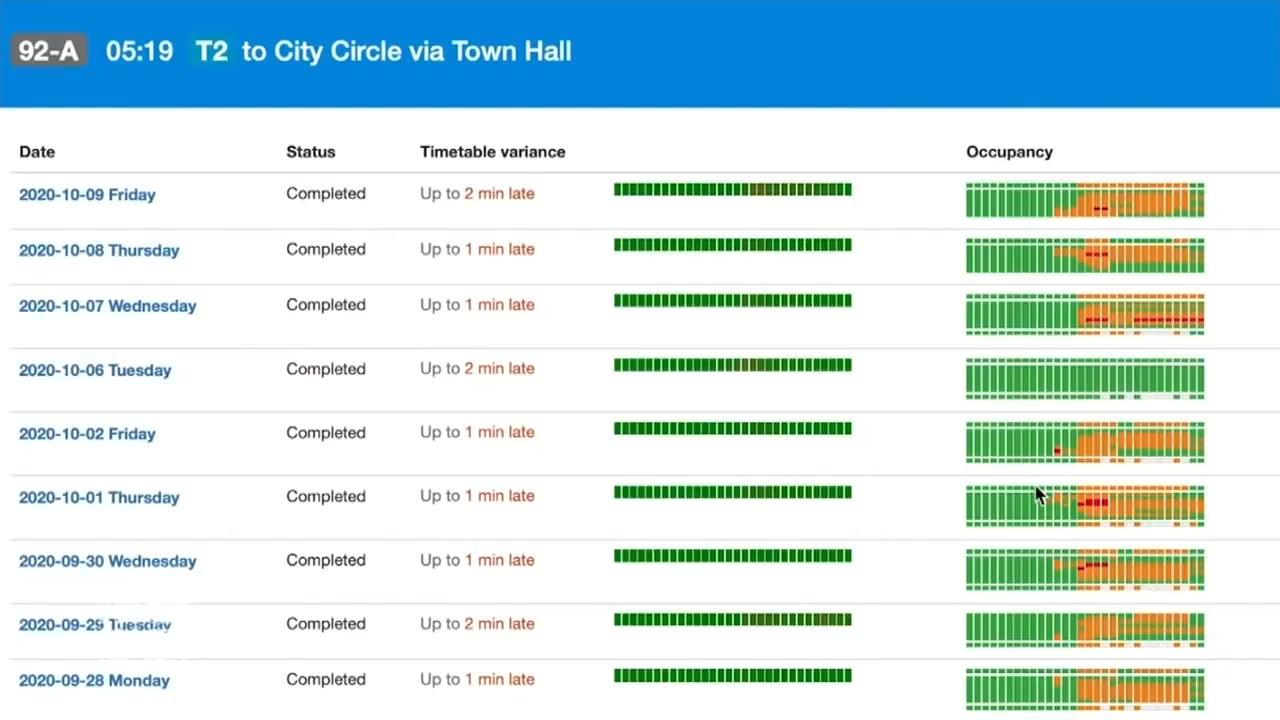 92-A 05:19 T2 to City Circle via Town Hall
Date Status Timetable variance Occupancy
2020-10-09 Friday Completed Up to 2 min late
2020-10-08 Thursday Completed Up to 1 min late
2020-10-07 Wednesday Completed Up to 1 min late
2020-10-06 Tuesday Completed Up to 2 min late
2020-10-02 Friday Completed Up to 1 min late
2020-10-01 Thursday Completed Up to 1 min late
2020-09-30 Wednesday Completed Up to 1 min late
2020-09-29 Tuesday Completed Up to 2 min late
2020-09-28 Monday Completed Up to 1 min late